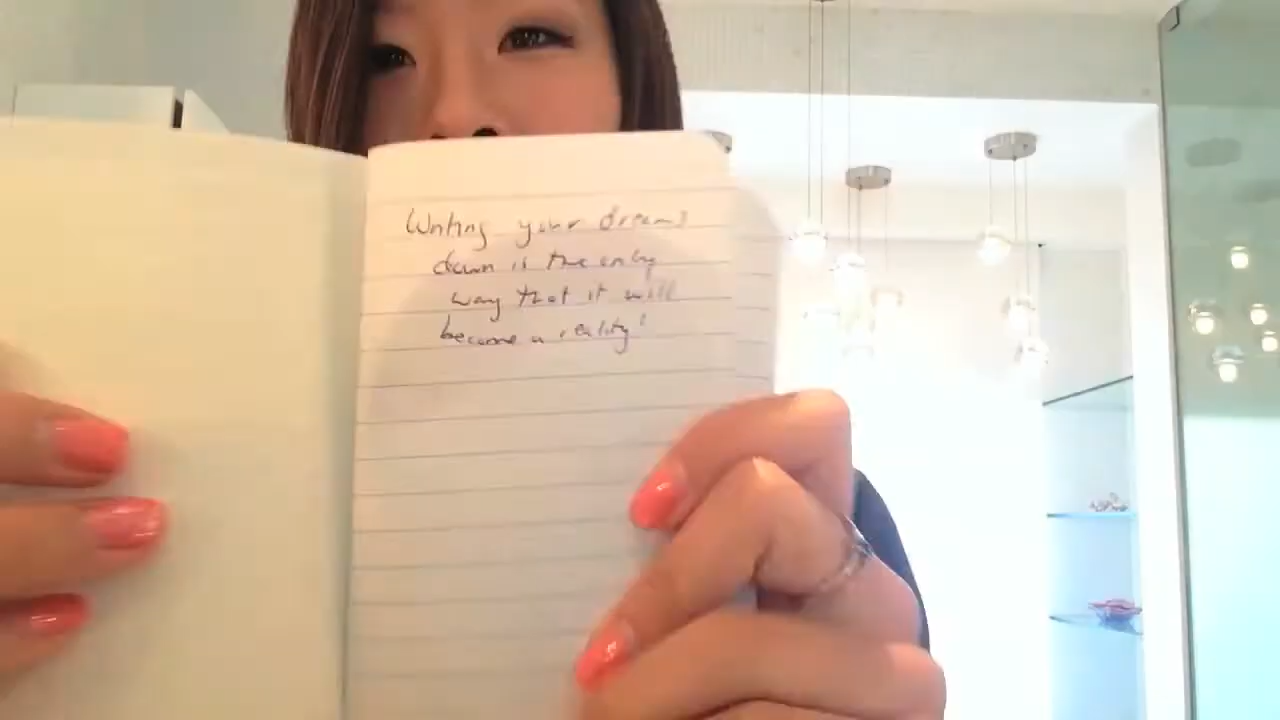 Writing your dreams
down is the only
way that it will
become a reality!